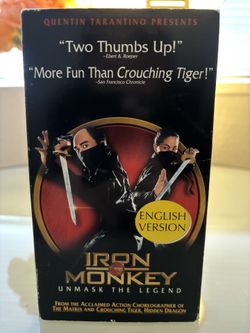 QUENTIN TARANTINO PRESENTS
"Two Thumbs Up!"
–Ebert & Roeper
"More Fun Than Crouching Tiger!"
–San Francisco Chronicle
ENGLISH
VERSION
IRON
MONKEY
UNMASK THE LEGEND
FROM THE ACCLAIMED ACTION CHOREOGRAPHER OF
THE MATRIX AND CROUCHING TIGER, HIDDEN DRAGON